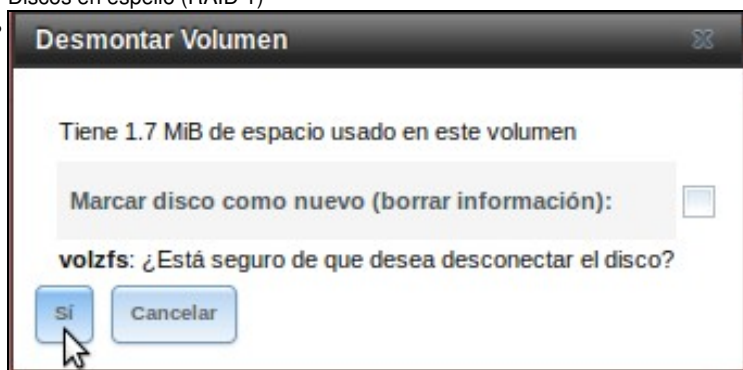 Discos en espello (RAID 1)
Desmontar Volumen
Tiene 1.7 MiB de espacio usado en este volumen
Marcar disco como nuevo (borrar información):
volzfs: ¿Está seguro de que desea desconectar el disco?
Sí
Cancelar